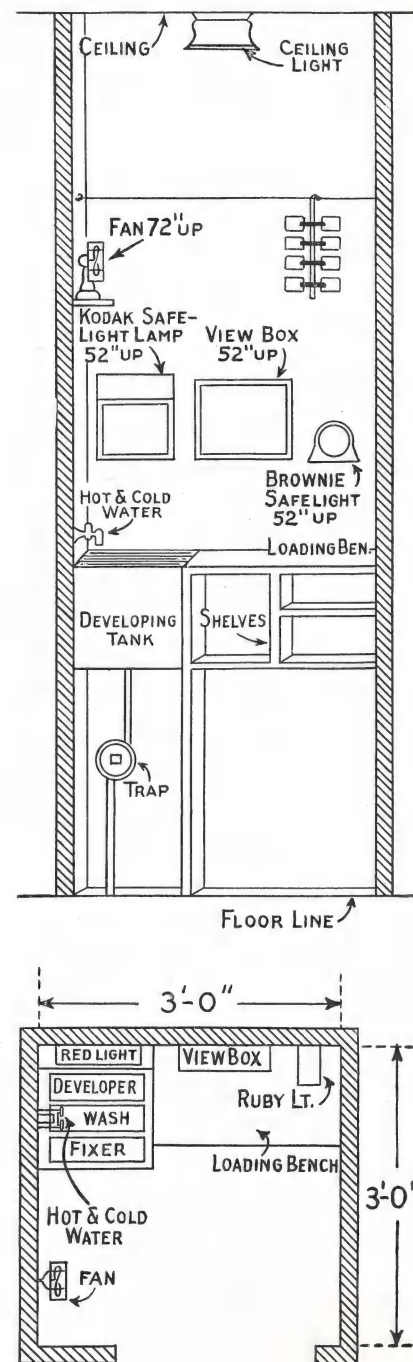 CEILING
CEILING
LIGHT
FAN 72" UP
KODAK SAFE-
LIGHT LAMP
52" UP
VIEW BOX
52" UP
BROWNIE
SAFELIGHT
52" UP
HOT & COLD
WATER
LOADING BEN-
DEVELOPING
TANK
SHELVES
TRAP
FLOOR LINE
3'-0"
RED LIGHT
VIEW BOX
DEVELOPER
RUBY LT.
WASH
FIXER
LOADING BENCH
3'-0"
HOT & COLD
WATER
FAN